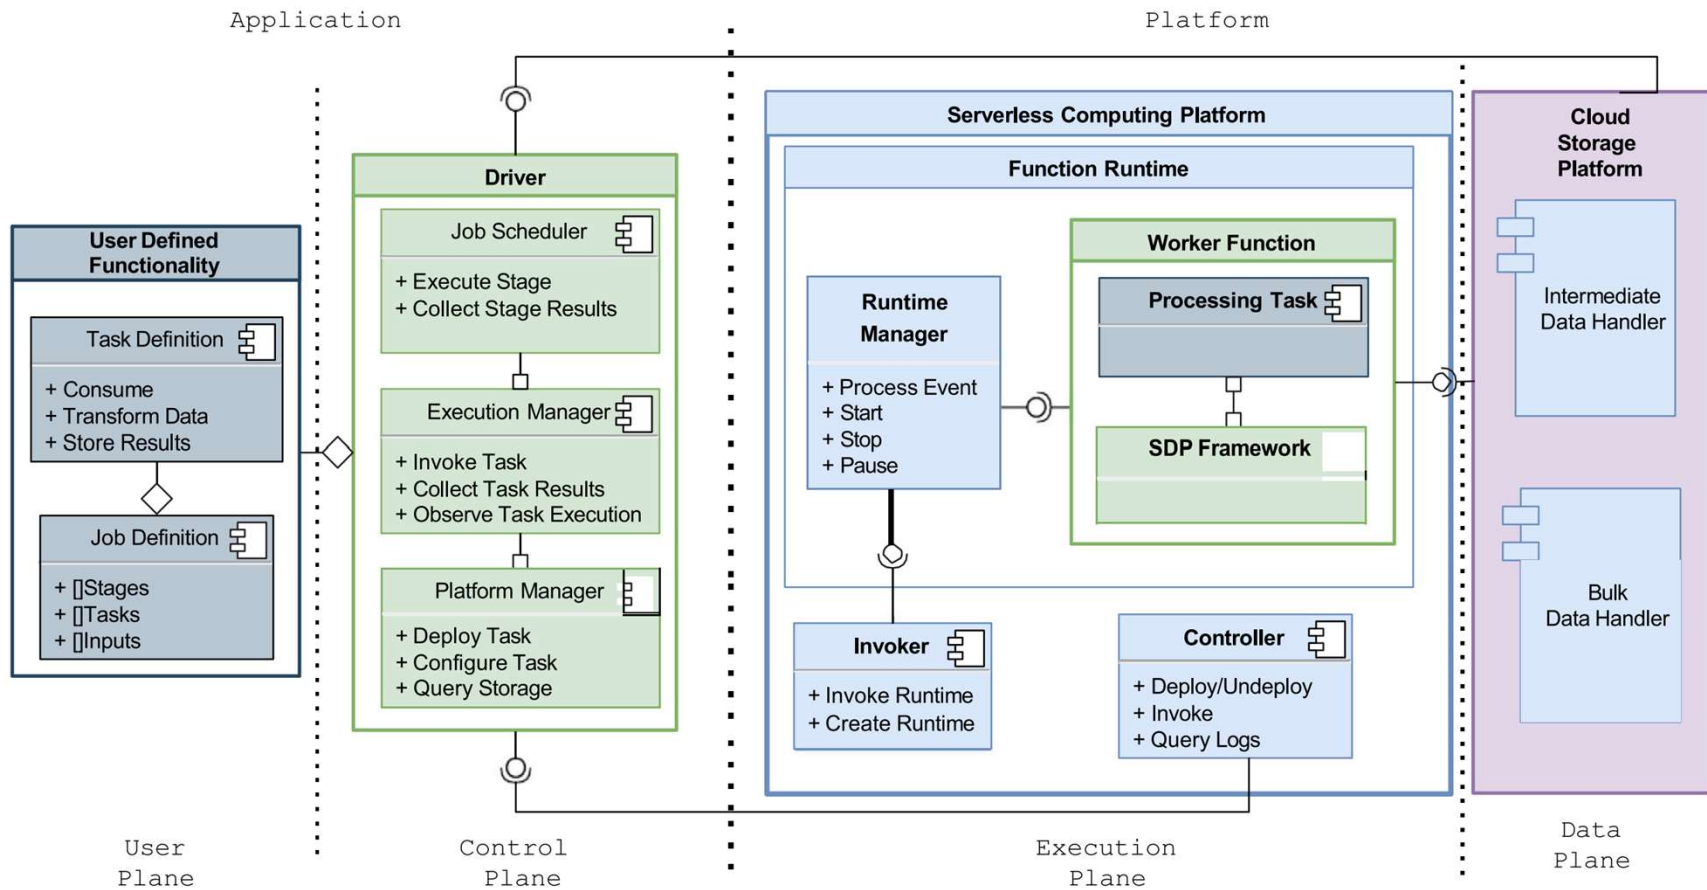 Application
Platform
User Defined
Functionality
Task Definition
+ Consume
+ Transform Data
+ Store Results
Job Definition
+ []Stages
+ []Tasks
+ []Inputs
Driver
Job Scheduler
+ Execute Stage
+ Collect Stage Results
Execution Manager
+ Invoke Task
+ Collect Task Results
+ Observe Task Execution
Platform Manager
+ Deploy Task
+ Configure Task
+ Query Storage
Serverless Computing Platform
Function Runtime
Runtime
Manager
+ Process Event
+ Start
+ Stop
+ Pause
Worker Function
Processing Task
SDP Framework
Invoker
+ Invoke Runtime
+ Create Runtime
Controller
+ Deploy/Undeploy
+ Invoke
+ Query Logs
Cloud
Storage
Platform
Intermediate
Data Handler
Bulk
Data Handler
User
Plane
Control
Plane
Execution
Plane
Data
Plane